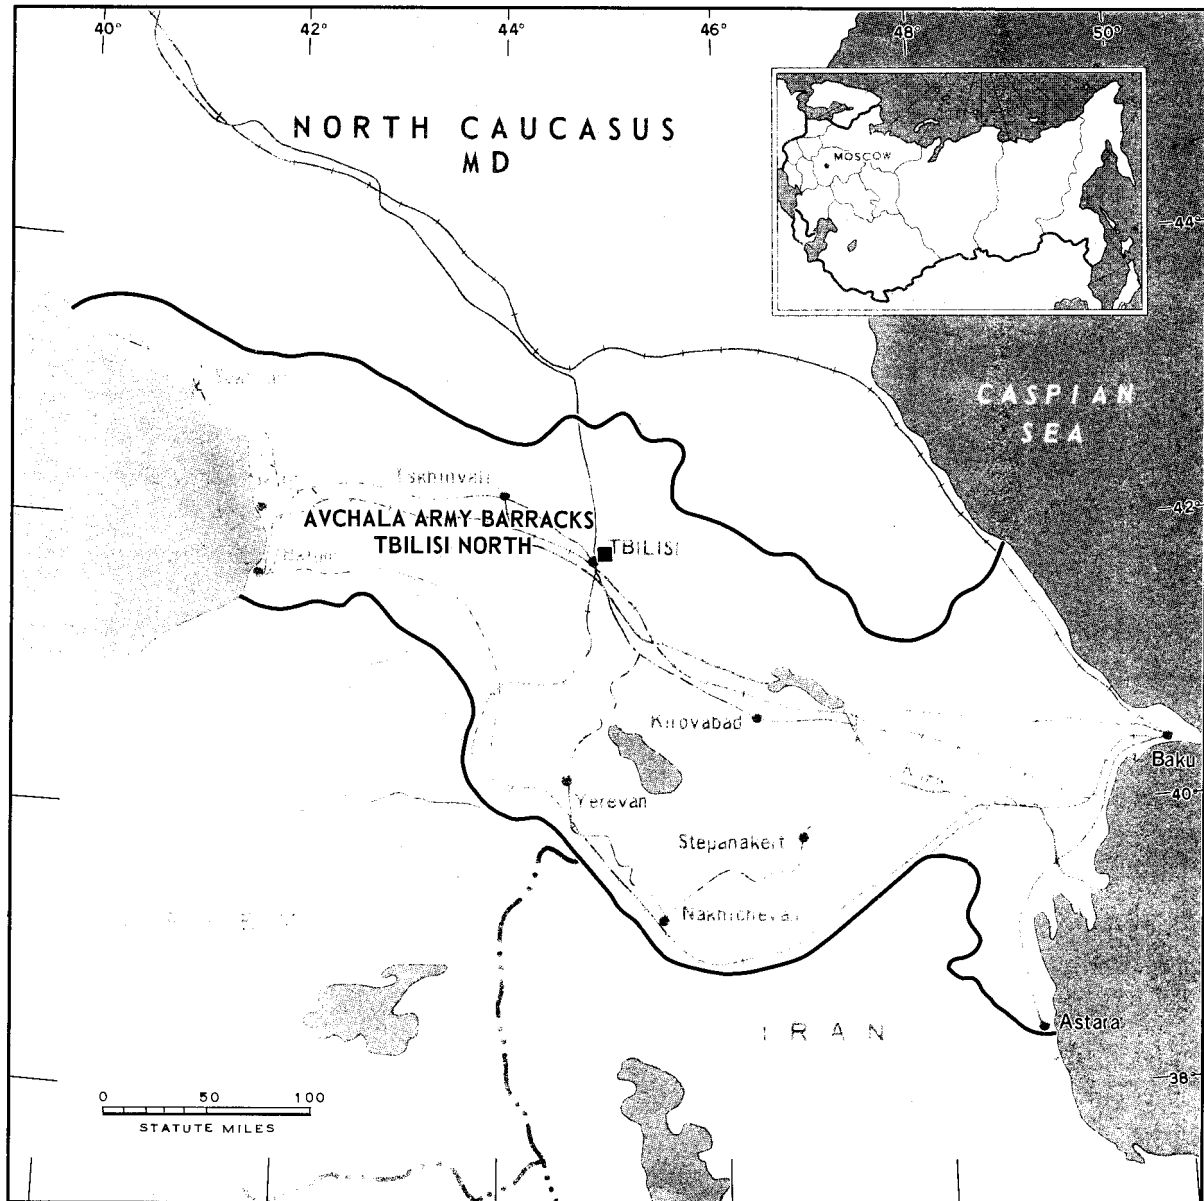 40° 42° 44° 46° 48° 50°
NORTH CAUCASUS
MD
MOSCOW
44°
CASPIAN
SEA
Tskhinvali
42°
AVCHALA ARMY BARRACKS
TBILISI NORTH
TBILISI
Kirovabad
Baku
Yerevan
40°
Stepanakert
Nakhichevan
IRAN
Astara
38°
0 50 100
STATUTE MILES